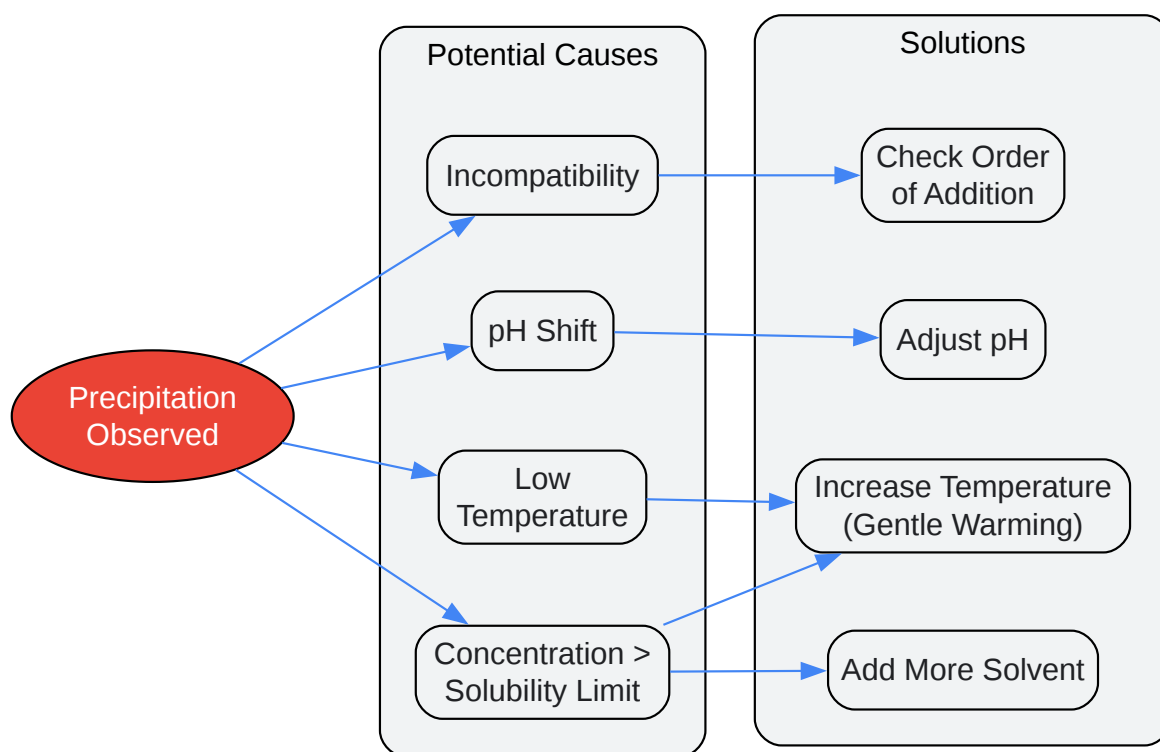 Potential Causes
Solutions
Incompatibility
Check Order
of Addition
pH Shift
Adjust pH
Precipitation
Observed
Low
Temperature
Increase Temperature
(Gentle Warming)
Concentration >
Solubility Limit
Add More Solvent